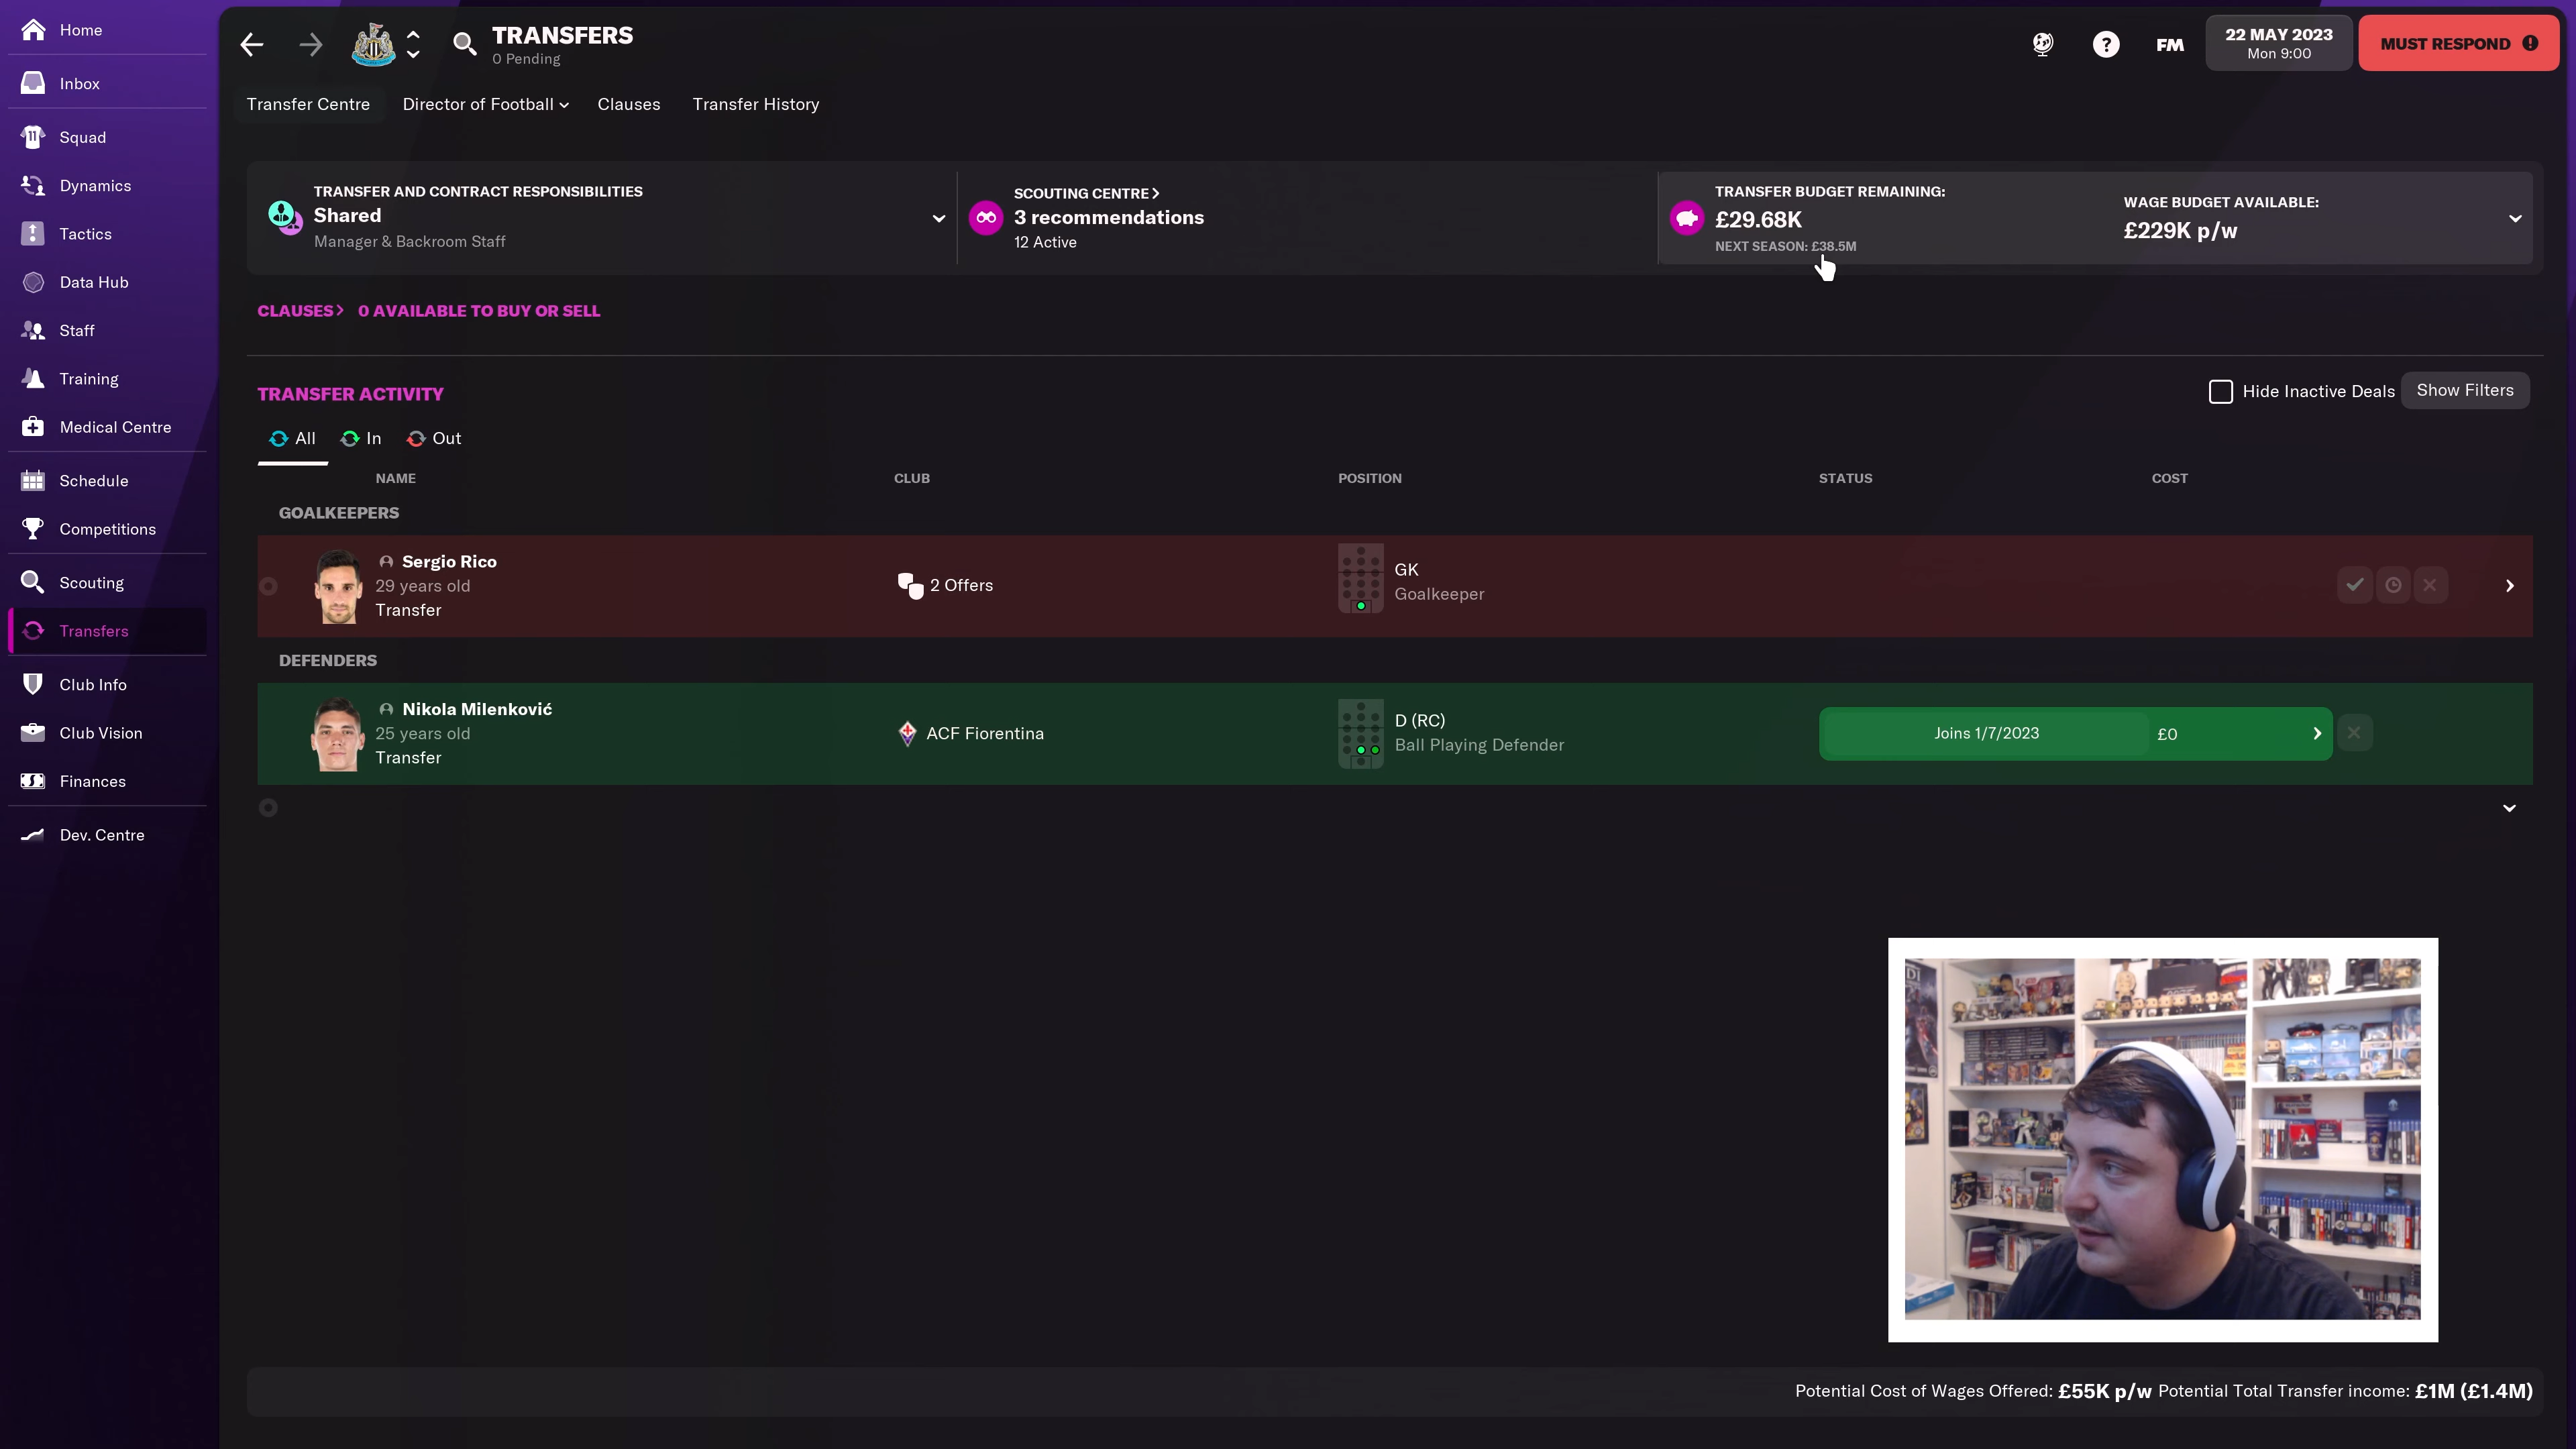 Home
Inbox
Squad
Dynamics
Tactics
Data Hub
Staff
Training
Medical Centre
Schedule
Competitions
Scouting
Transfers
Club Info
Club Vision
Finances
Dev. Centre
TRANSFERS
0 Pending
FM
22 MAY 2023
Mon 9:00
MUST RESPOND
Transfer Centre
Director of Football
Clauses
Transfer History
TRANSFER AND CONTRACT RESPONSIBILITIES
Shared
Manager & Backroom Staff
SCOUTING CENTRE
3 recommendations
12 Active
TRANSFER BUDGET REMAINING:
£29.68K
NEXT SEASON: £38.5M
WAGE BUDGET AVAILABLE:
£229K p/w
CLAUSES 0 AVAILABLE TO BUY OR SELL
TRANSFER ACTIVITY
Hide Inactive Deals
Show Filters
All In Out
NAME CLUB POSITION STATUS COST
GOALKEEPERS
Sergio Rico
29 years old
Transfer
2 Offers
GK
Goalkeeper
DEFENDERS
Nikola Milenković
25 years old
Transfer
ACF Fiorentina
D (RC)
Ball Playing Defender
Joins 1/7/2023 £0
Potential Cost of Wages Offered: £55K p/w Potential Total Transfer income: £1M (£1.4M)